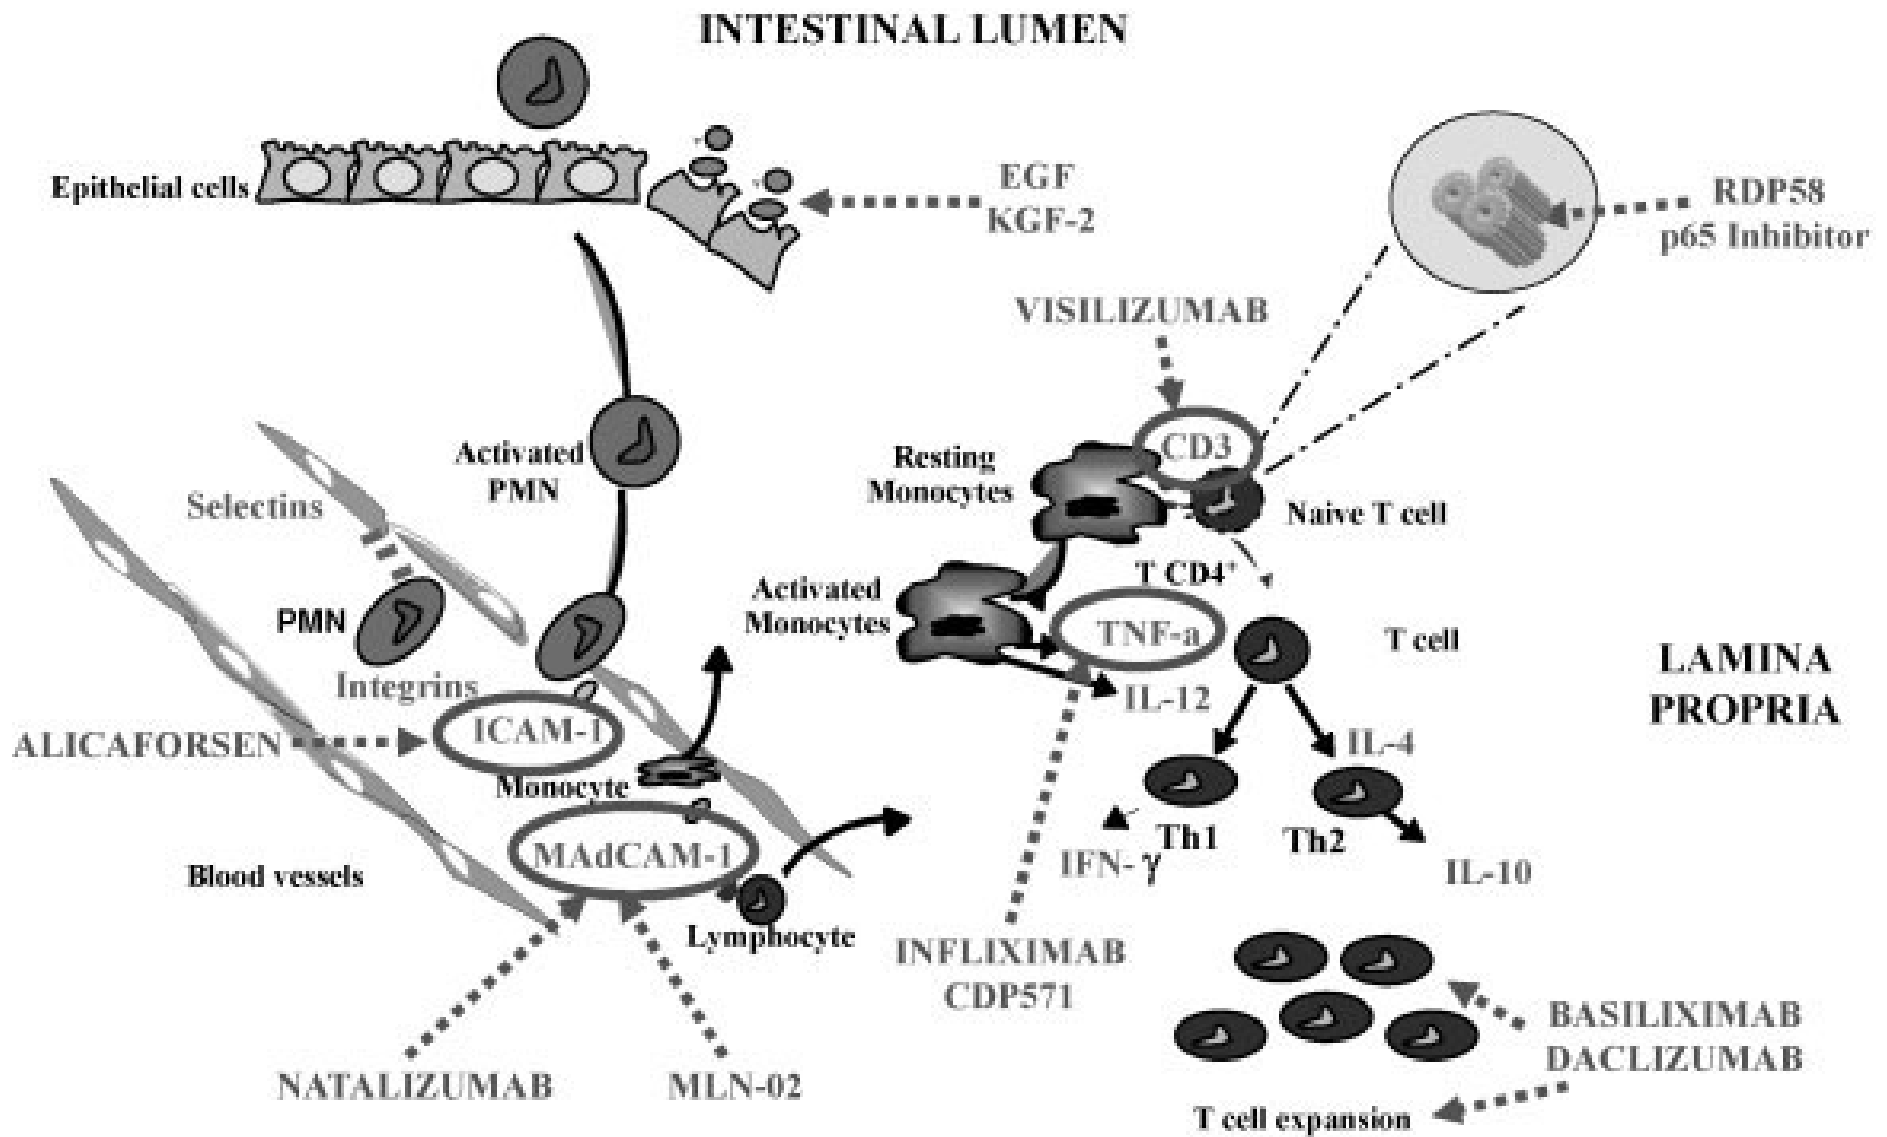 INTESTINAL LUMEN
Epithelial cells
EGF
KGF-2
RDP58
p65 Inhibitor
VISILIZUMAB
CD3
Resting
Monocytes
Naive T cell
Activated
PMN
Selectins
PMN
Integrins
T CD4+
Activated
Monocytes
TNF-a
T cell
IL-12
LAMINA
PROPRIA
ALICAFORSEN
ICAM-1
Monocyte
IL-4
MAdCAM-1
Th1
Th2
IFN-γ
IL-10
Blood vessels
Lymphocyte
INFLIXIMAB
CDP571
BASILIXIMAB
DACLIZUMAB
NATALIZUMAB
MLN-02
T cell expansion